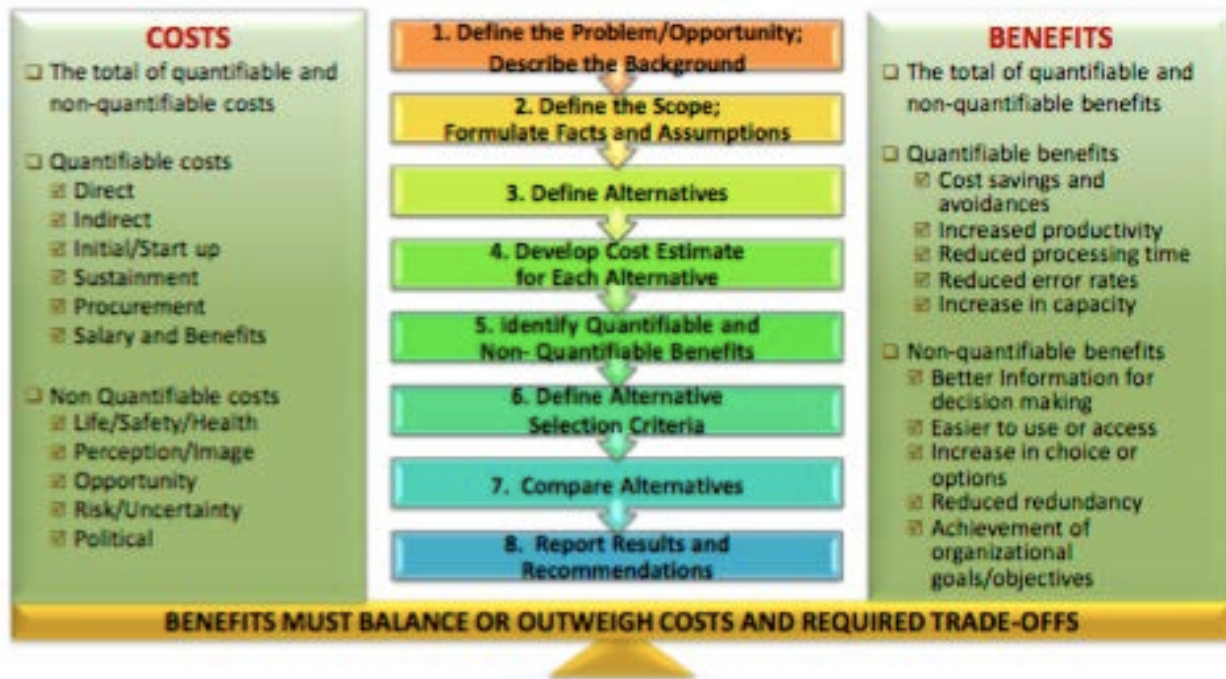 COSTS
The total of quantifiable and
non-quantifiable costs
Quantifiable costs
Direct
Indirect
Initial/Start up
Sustainment
Procurement
Salary and Benefits
Non Quantifiable costs
Life/Safety/Health
Perception/Image
Opportunity
Risk/Uncertainty
Political
1. Define the Problem/Opportunity;
Describe the Background
2. Define the Scope;
Formulate Facts and Assumptions
3. Define Alternatives
4. Develop Cost Estimate
for Each Alternative
5. Identify Quantifiable and
Non- Quantifiable Benefits
6. Define Alternative
Selection Criteria
7. Compare Alternatives
8. Report Results and
Recommendations
BENEFITS
The total of quantifiable and
non-quantifiable benefits
Quantifiable benefits
Cost savings and
avoidances
Increased productivity
Reduced processing time
Reduced error rates
Increase in capacity
Non-quantifiable benefits
Better Information for
decision making
Easier to use or access
Increase in choice or
options
Reduced redundancy
Achievement of
organizational
goals/objectives
BENEFITS MUST BALANCE OR OUTWEIGH COSTS AND REQUIRED TRADE-OFFS